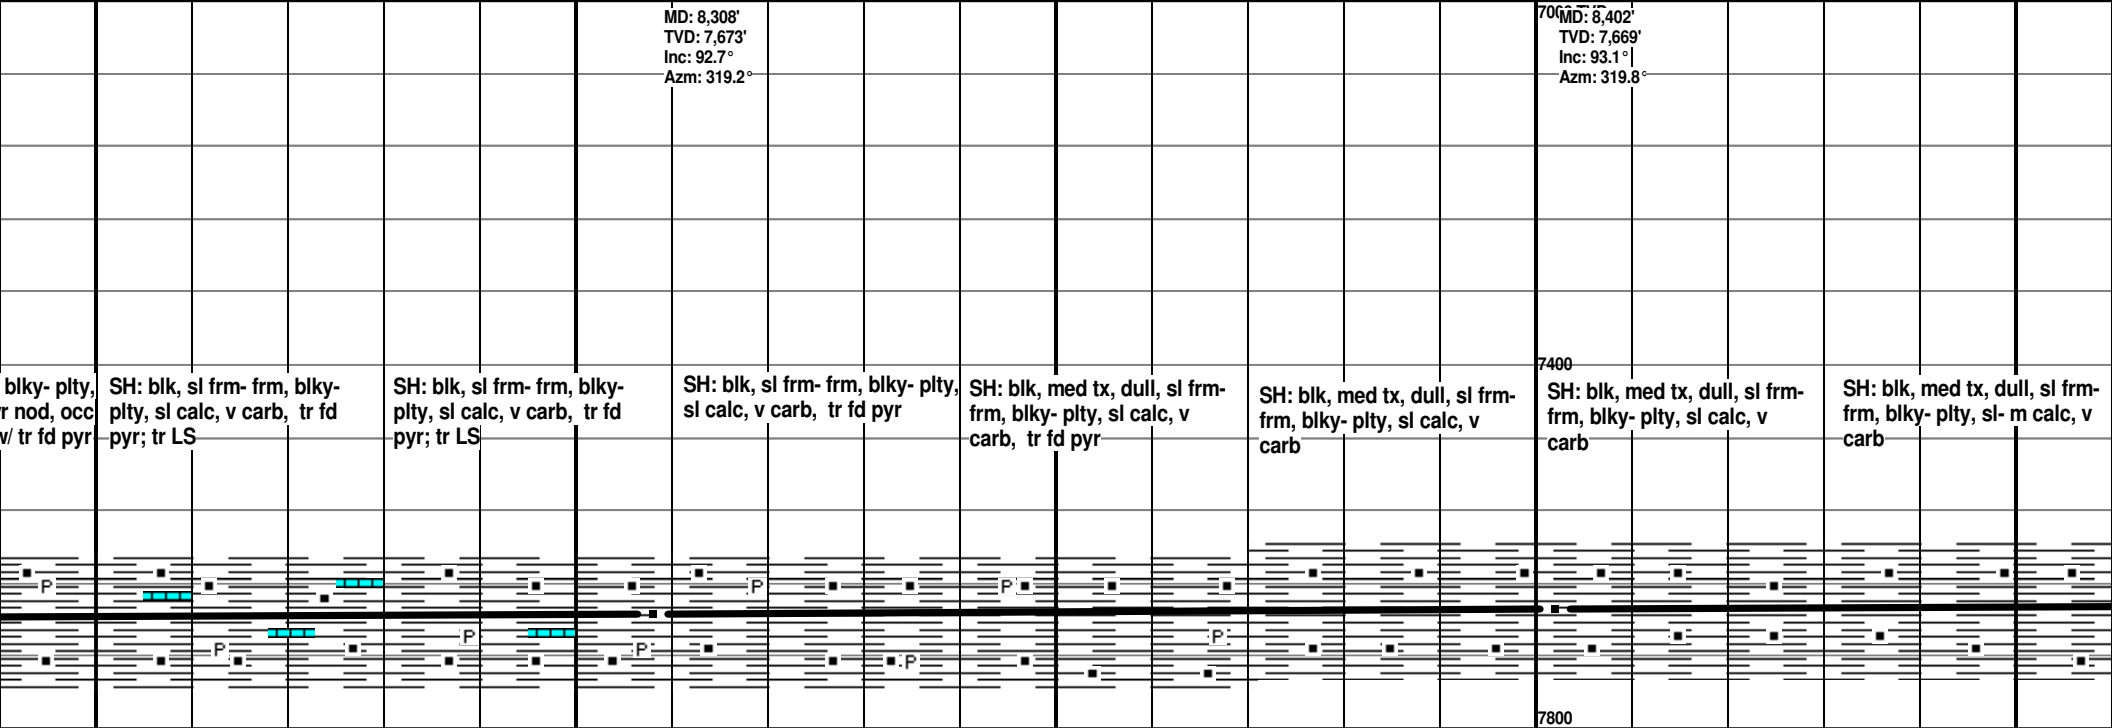 MD: 8,308'
TVD: 7,673'
Inc: 92.7°
Azm: 319.2°
MD: 8,402'
TVD: 7,669'
Inc: 93.1°
Azm: 319.8°
7400
blky- plty,
nod, occ
w/ tr fd pyr
SH: blk, sl frm- frm, blky-
plty, sl calc, v carb, tr fd
pyr; tr LS
SH: blk, sl frm- frm, blky-
plty, sl calc, v carb, tr fd
pyr; tr LS
SH: blk, sl frm- frm, blky- plty,
sl calc, v carb, tr fd pyr
SH: blk, med tx, dull, sl frm-
frm, blky- plty, sl calc, v
carb, tr fd pyr
SH: blk, med tx, dull, sl frm-
frm, blky- plty, sl calc, v
carb
SH: blk, med tx, dull, sl frm-
frm, blky- plty, sl calc, v
carb
SH: blk, med tx, dull, sl frm-
frm, blky- plty, sl- m calc, v
carb
P P P P
P P P P P
7800